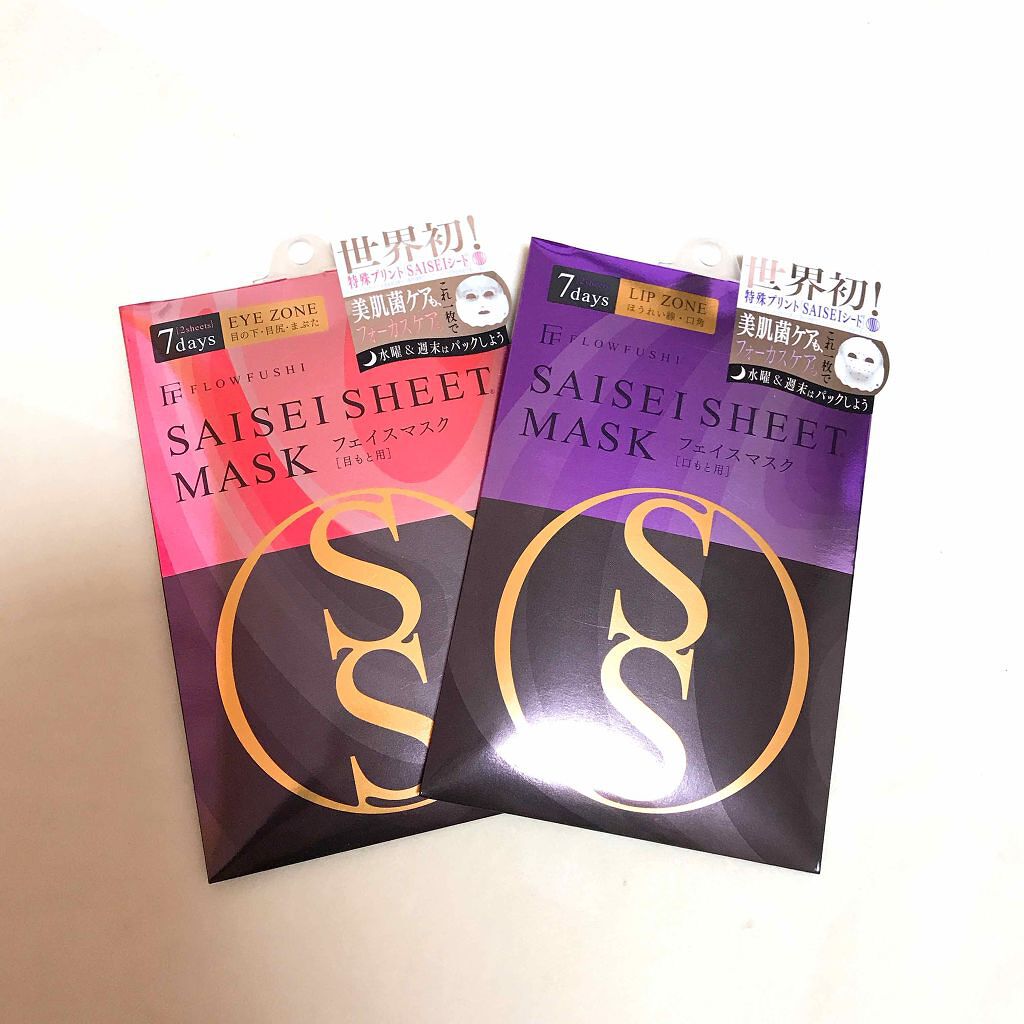 世界初!
特殊プリント SAISEIシード
美肌菌ケアも、
フォーカスケアも。
これ一枚で
水曜&週末はパックしよう
7days
[2sheets]
EYE ZONE
目の下・目尻・まぶた
FLOWFUSHI
SAISEI SHEET
MASK
フェイスマスク
[目もと用]
SS
世界初!
特殊プリント SAISEIシード
美肌菌ケアも、
フォーカスケアも。
これ一枚で
水曜&週末はパックしよう
7days
LIP ZONE
ほうれい線・口角
FLOWFUSHI
SAISEI SHEET
MASK
フェイスマスク
[口もと用]
SS